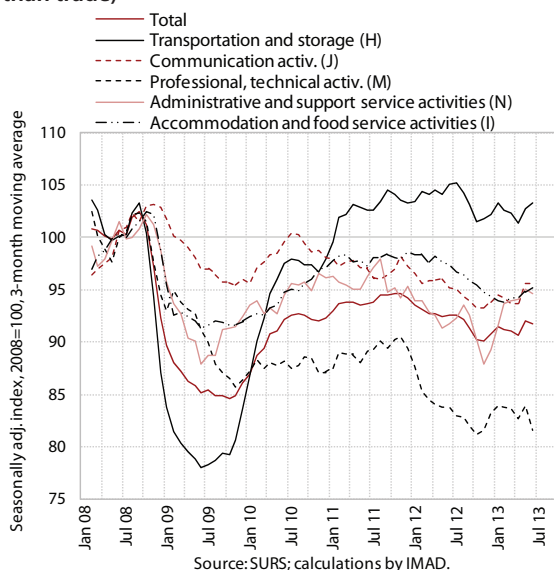 than trade)
Total
Transportation and storage (H)
Communication activ. (J)
Professional, technical activ. (M)
Administrative and support service activities (N)
Accommodation and food service activities (I)
Seasonally adj. index, 2008=100, 3-month moving average
110
105
100
95
90
85
80
75
Jan 08
Jul 08
Jan 09
Jul 09
Jan 10
Jul 10
Jan 11
Jul 11
Jan 12
Jul 12
Jan 13
Jul 13
Source: SURS; calculations by IMAD.